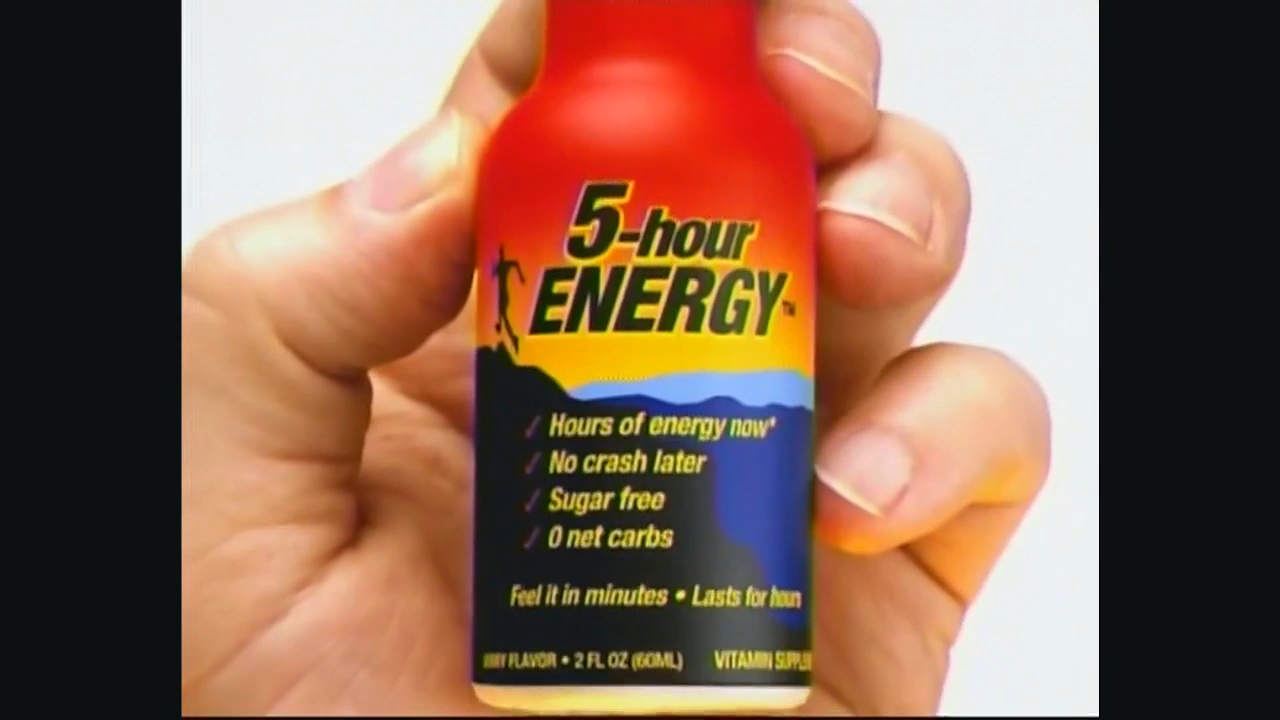 5-hour
ENERGY™
Hours of energy now*
No crash later
Sugar free
0 net carbs
Feel it in minutes • Lasts for hours
FLAVOR • 2 FL OZ (60ML) VITAMIN